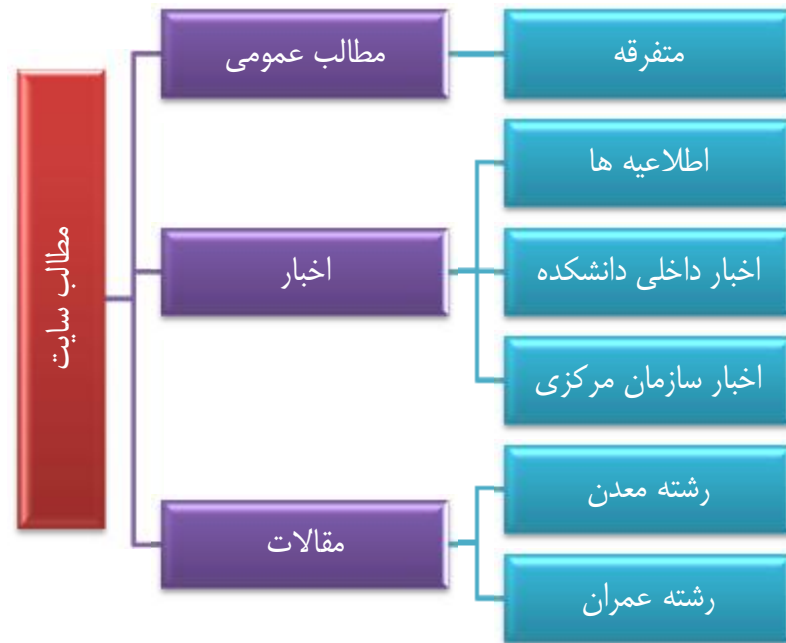 مطالب سایت
مطالب عمومی
متفرقه
اخبار
اطلاعیه ها
اخبار داخلی دانشکده
اخبار سازمان مرکزی
مقالات
رشته معدن
رشته عمران